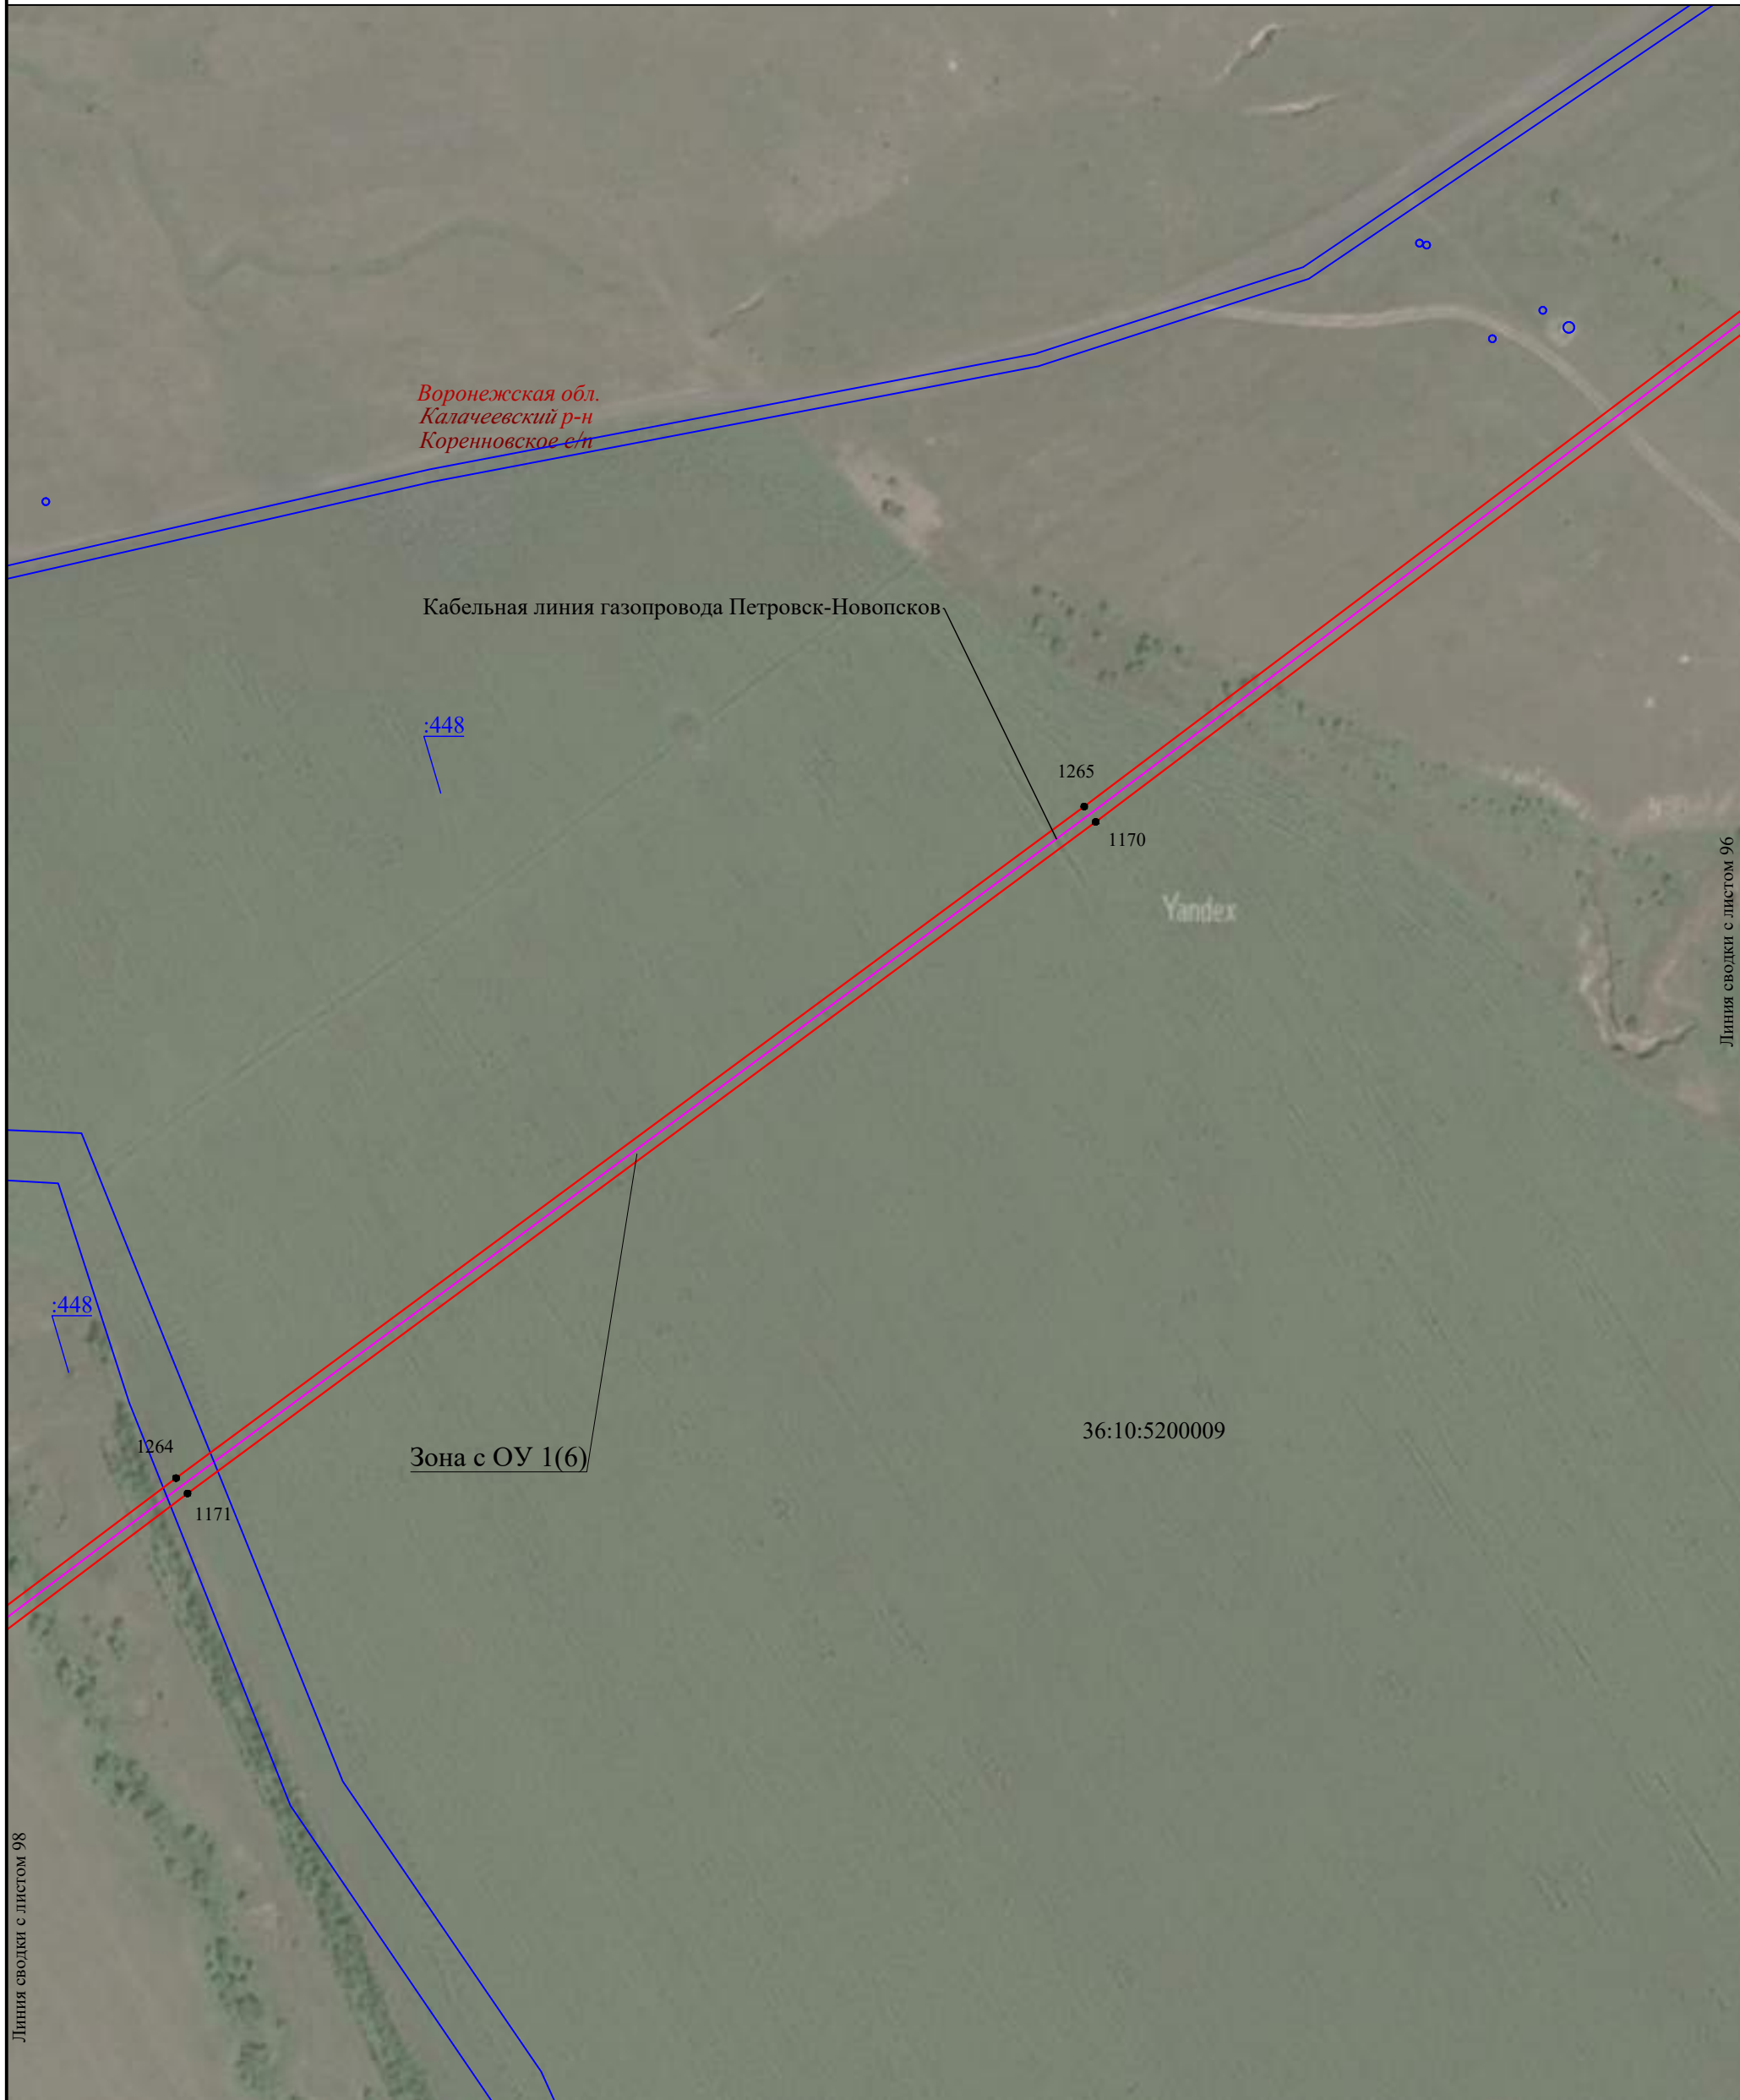 Воронежская обл.
Калачеевский р-н
Коренновское с/п
Кабельная линия газопровода Петровск-Новопсков
:448
1265
1170
Линия сводки с листом 96
Yandex
:448
1264
Зона с ОУ 1(6)
36:10:5200009
1171
Линия сводки с листом 98